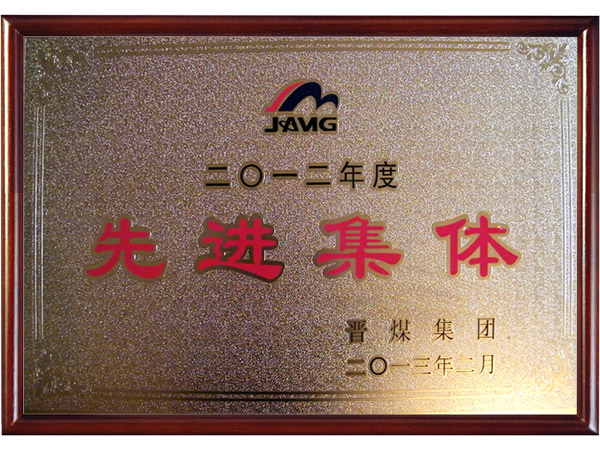 JAMG
二〇一二年度
先进集体
晋煤集团
二〇一三年二月